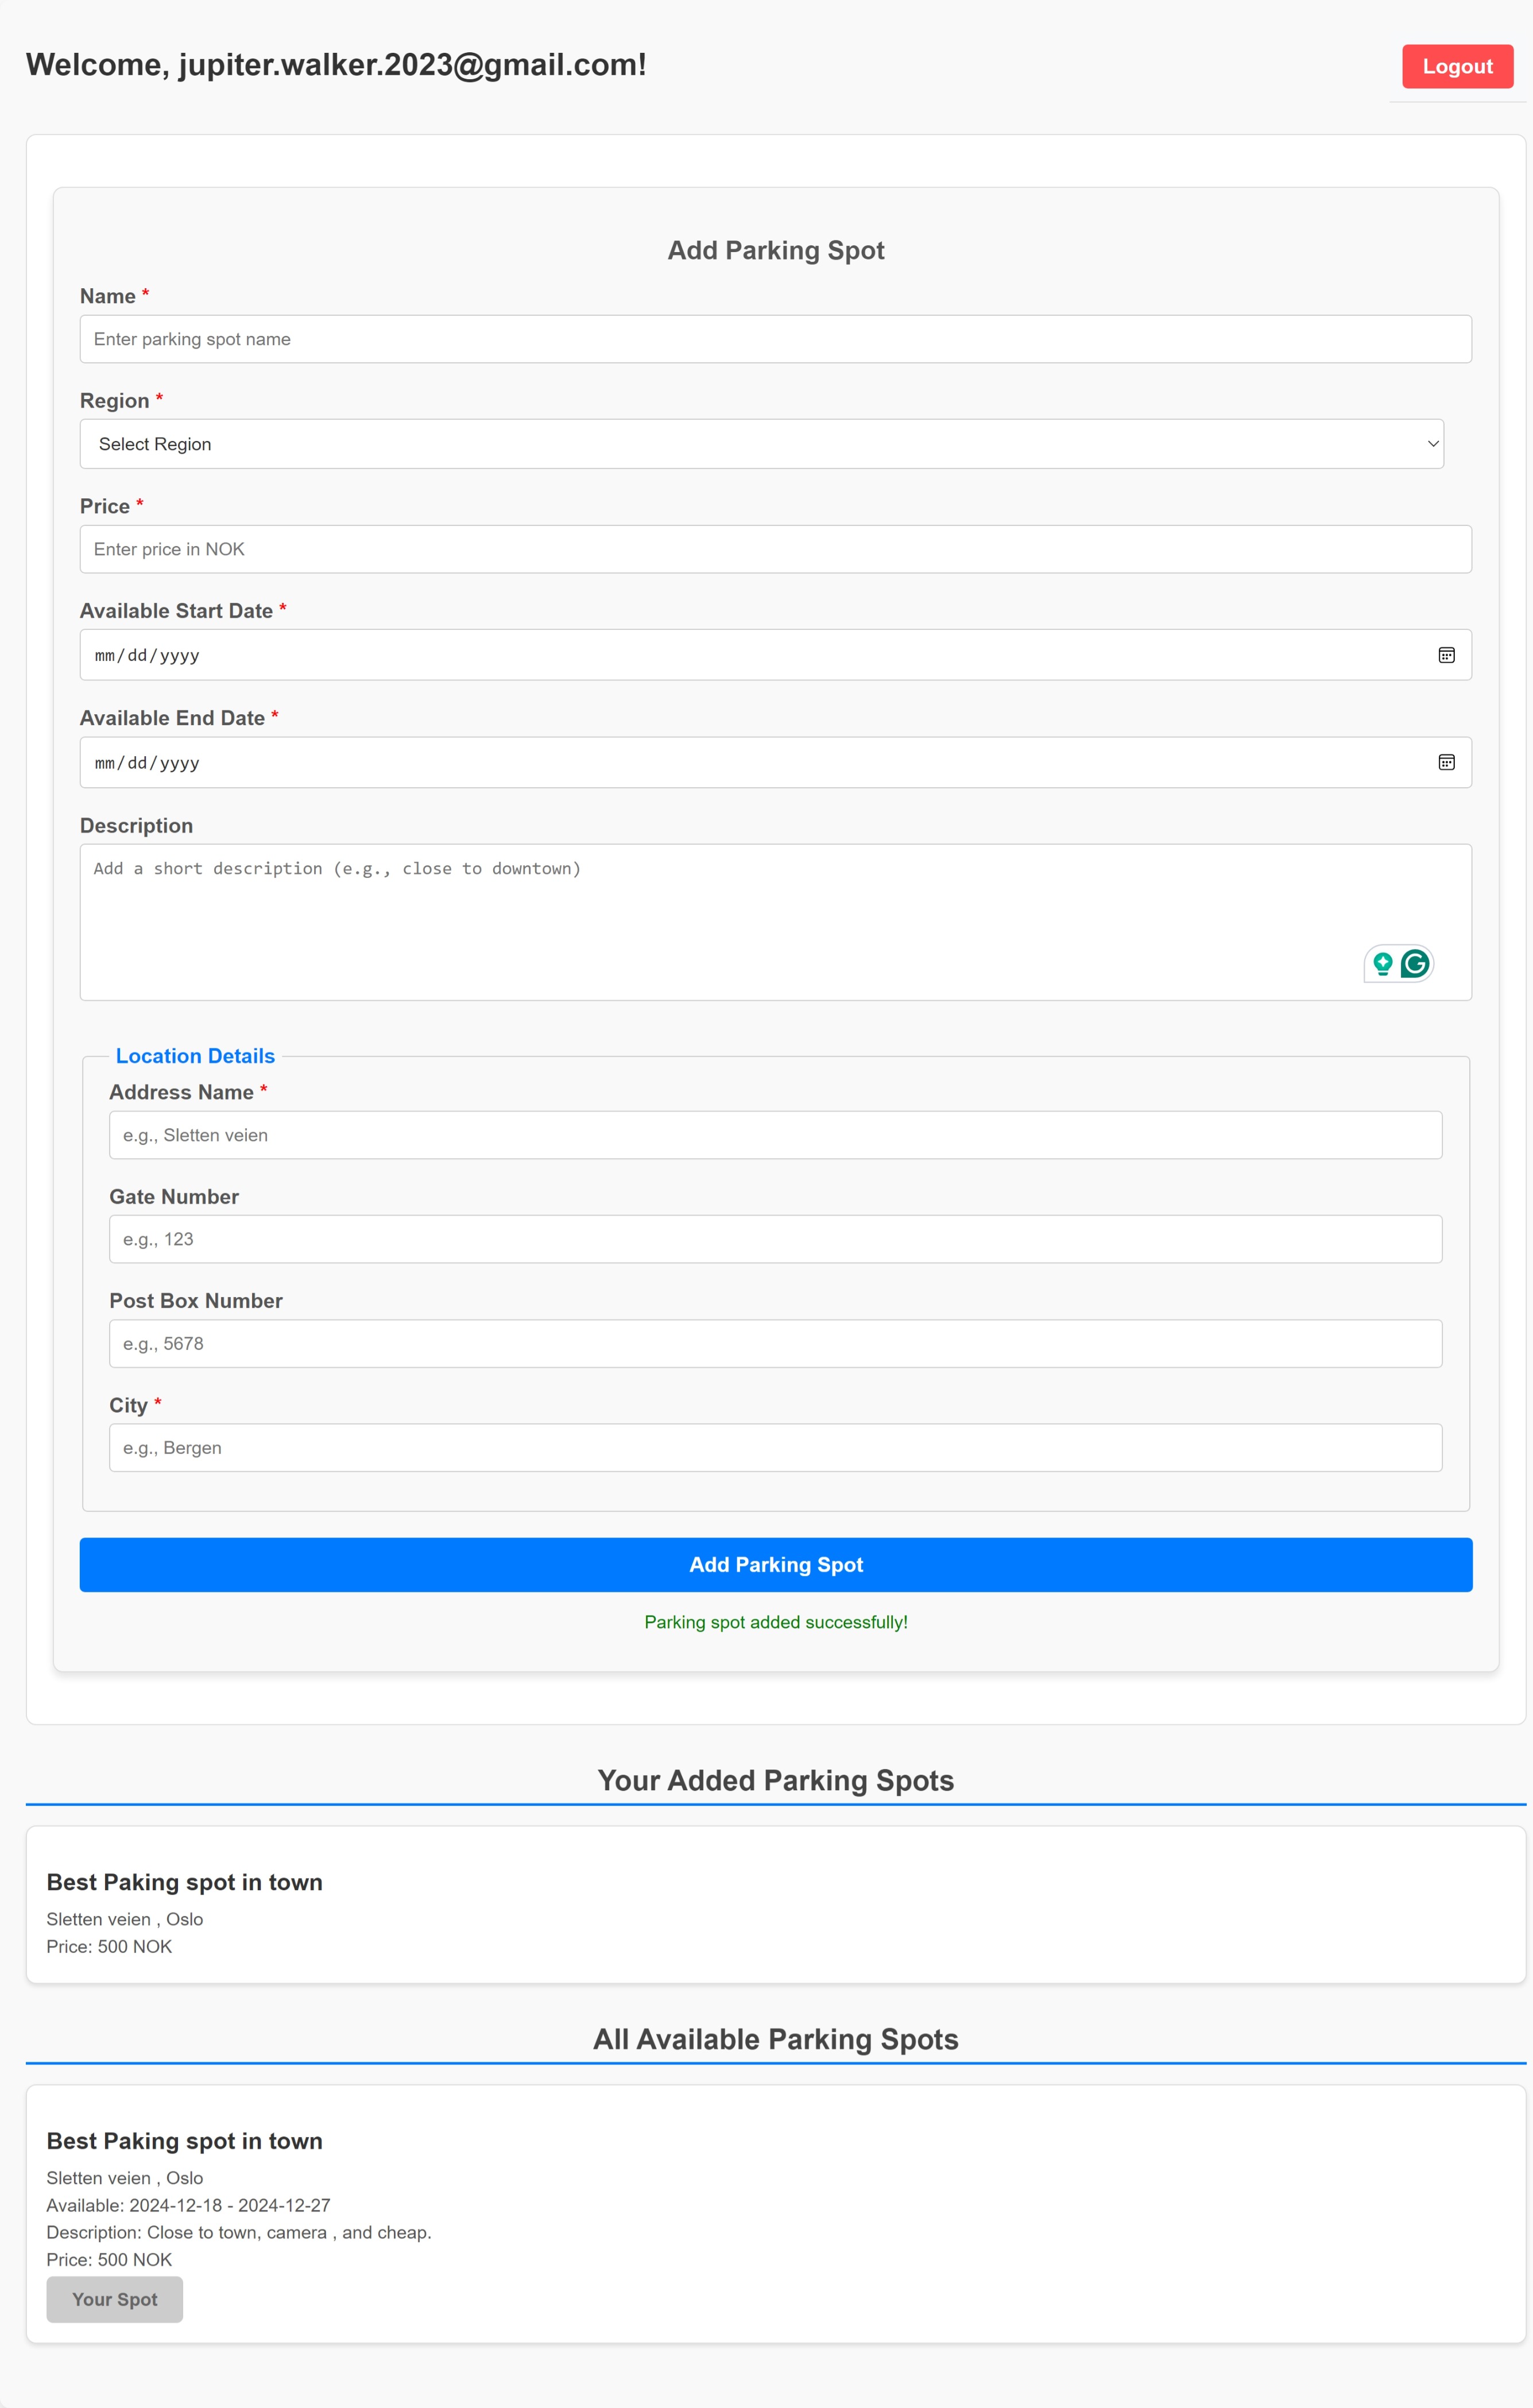 Welcome, jupiter.walker.2023@gmail.com!
Logout
Add Parking Spot
Name *
Enter parking spot name
Region *
Select Region
Price *
Enter price in NOK
Available Start Date *
mm/dd/yyyy
Available End Date *
mm/dd/yyyy
Description
Add a short description (e.g., close to downtown)
G
Location Details
Address Name *
e.g., Sletten veien
Gate Number
e.g., 123
Post Box Number
e.g., 5678
City *
e.g., Bergen
Add Parking Spot
Parking spot added successfully!
Your Added Parking Spots
Best Paking spot in town
Sletten veien , Oslo
Price: 500 NOK
All Available Parking Spots
Best Paking spot in town
Sletten veien , Oslo
Available: 2024-12-18 - 2024-12-27
Description: Close to town, camera , and cheap.
Price: 500 NOK
Your Spot